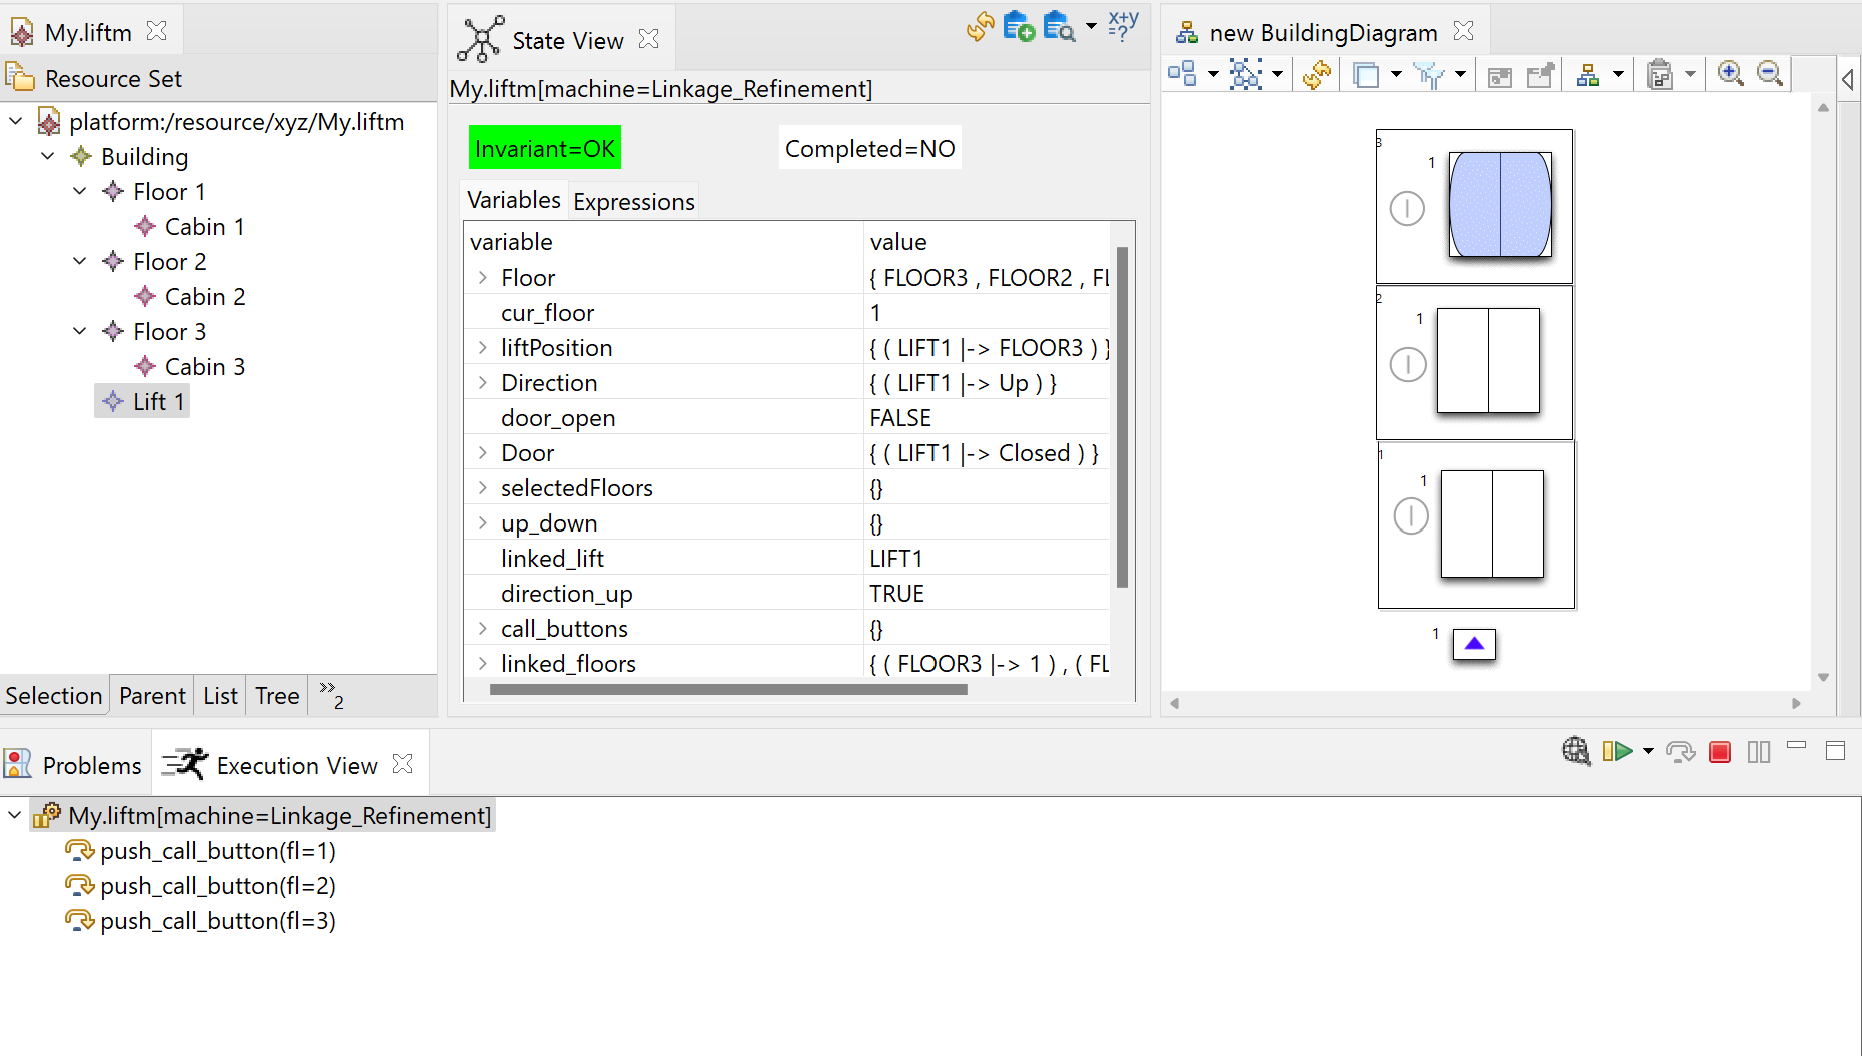 My.liftm
Resource Set
platform:/resource/xyz/My.liftm
Building
Floor 1
Cabin 1
Floor 2
Cabin 2
Floor 3
Cabin 3
Lift 1
Selection Parent List Tree »2
State View
x+y
=?
My.liftm[machine=Linkage_Refinement]
Invariant=OK Completed=NO
Variables Expressions
variable value
Floor { FLOOR3 , FLOOR2 , FL
cur_floor 1
liftPosition { ( LIFT1 |-> FLOOR3 ) }
Direction { ( LIFT1 |-> Up ) }
door_open FALSE
Door { ( LIFT1 |-> Closed ) }
selectedFloors {}
up_down {}
linked_lift LIFT1
direction_up TRUE
call_buttons {}
linked_floors { ( FLOOR3 |-> 1 ) , ( FL
new BuildingDiagram
3
1
2
1
1
1
1
Problems Execution View
My.liftm[machine=Linkage_Refinement]
push_call_button(fl=1)
push_call_button(fl=2)
push_call_button(fl=3)